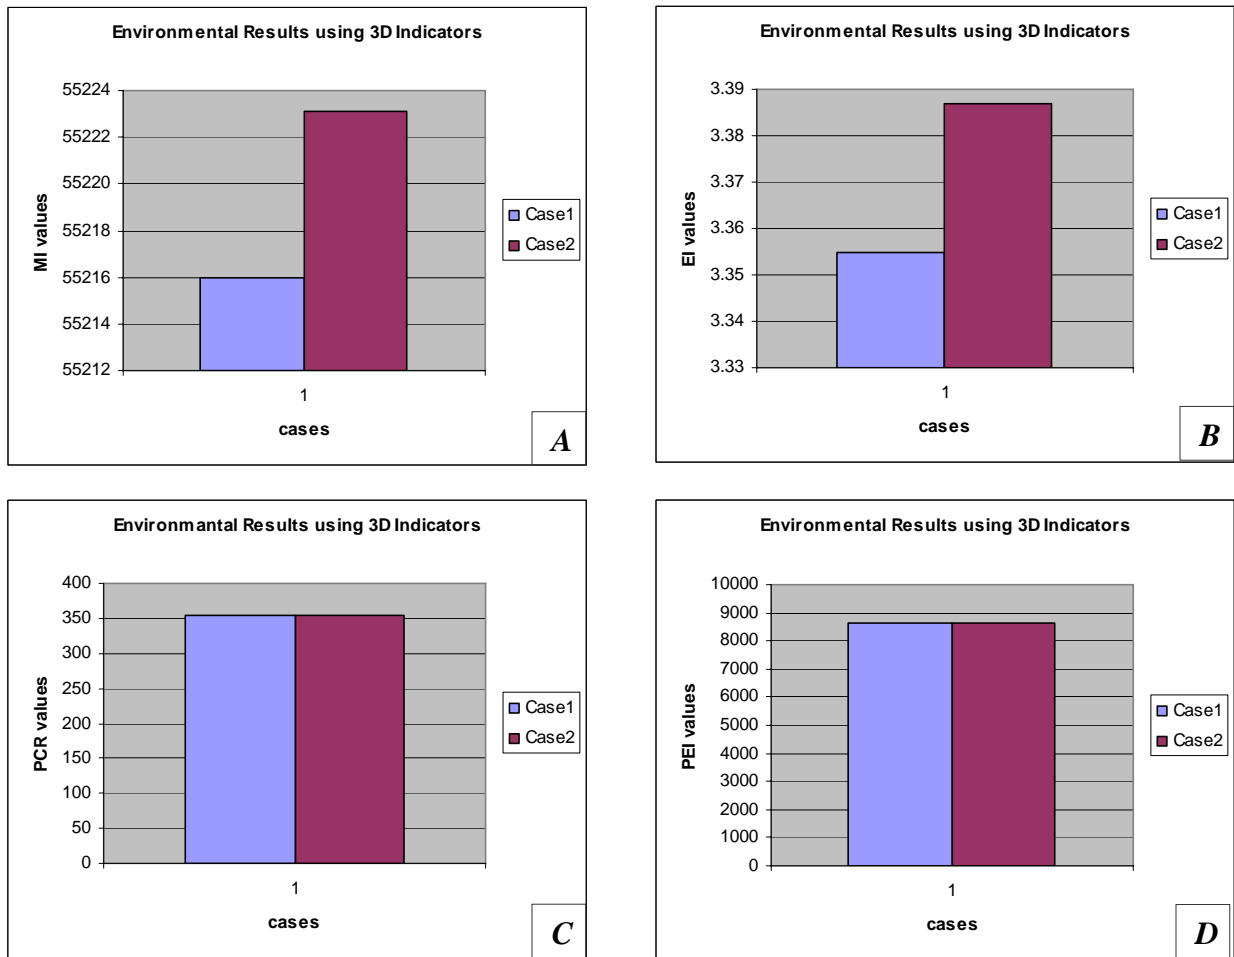 Environmental Results using 3D Indicators
55224
55222
55220
55218
55216
55214
55212
MI values
1
cases
Case1
Case2
A
Environmental Results using 3D Indicators
3.39
3.38
3.37
3.36
3.35
3.34
3.33
EI values
1
cases
Case1
Case2
B
Environmantal Results using 3D Indicators
400
350
300
250
200
150
100
50
0
PCR values
1
cases
Case1
Case2
C
Environmental Results using 3D Indicators
10000
9000
8000
7000
6000
5000
4000
3000
2000
1000
0
PEI values
1
cases
Case1
Case2
D